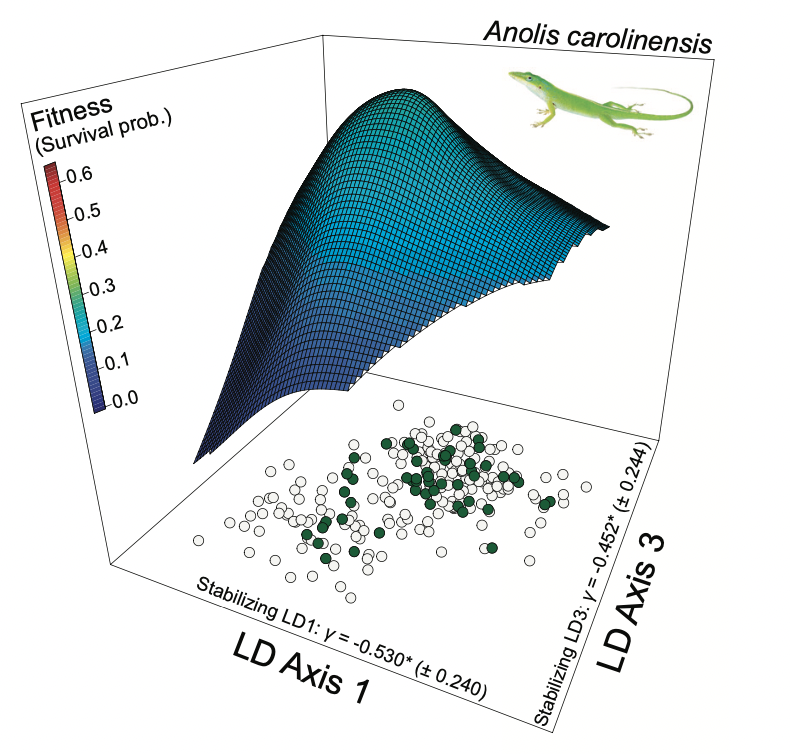 Anolis carolinensis
Fitness
(Survival prob.)
0.6
0.5
0.4
0.3
0.2
0.1
0.0
Stabilizing LD1: γ = -0.530* (± 0.240)
LD Axis 1
Stabilizing LD3: γ = -0.452* (± 0.244)
LD Axis 3